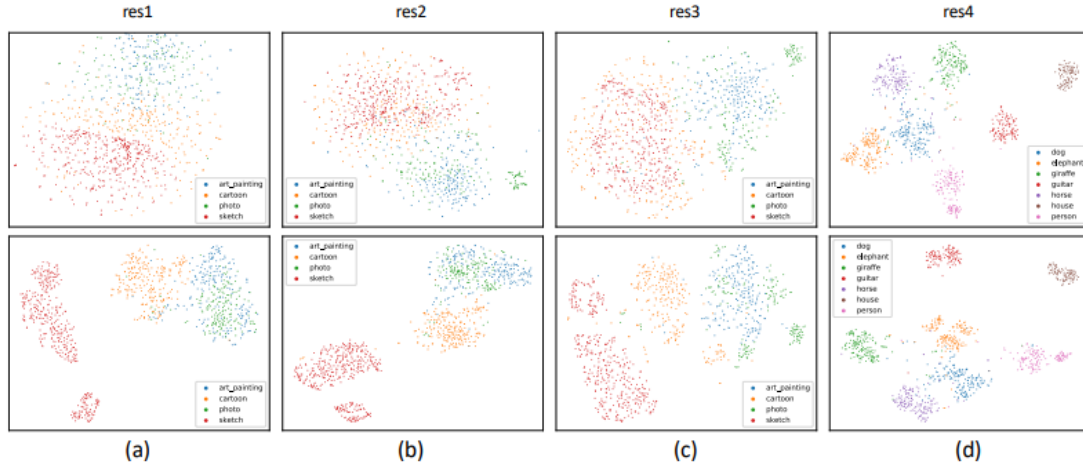 res1 res2 res3 res4
art_painting
cartoon
photo
sketch
art_painting
cartoon
photo
sketch
art_painting
cartoon
photo
sketch
dog
elephant
giraffe
guitar
horse
house
person
art_painting
cartoon
photo
sketch
art_painting
cartoon
photo
sketch
art_painting
cartoon
photo
sketch
dog
elephant
giraffe
guitar
horse
house
person
(a) (b) (c) (d)